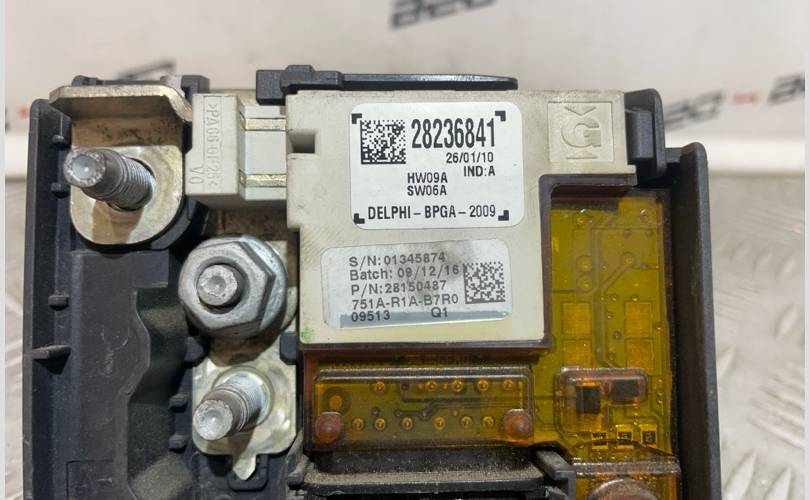 28236841
26/01/10
IND:A
HW09A
SW06A
DELPHI-BPGA-2009
S/N:01345874
Batch: 09/12/16
P/N:28150487
751A-R1A-B7R0
09513 Q1